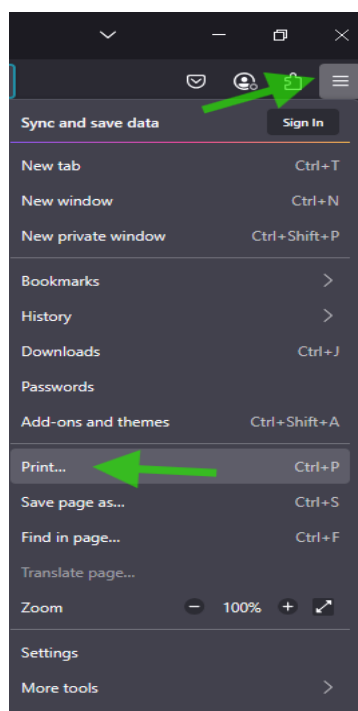 Sync and save data Sign In
New tab Ctrl+T
New window Ctrl+N
New private window Ctrl+Shift+P
Bookmarks
History
Downloads Ctrl+J
Passwords
Add-ons and themes Ctrl+Shift+A
Print... Ctrl+P
Save page as... Ctrl+S
Find in page... Ctrl+F
Translate page...
Zoom 100%
Settings
More tools